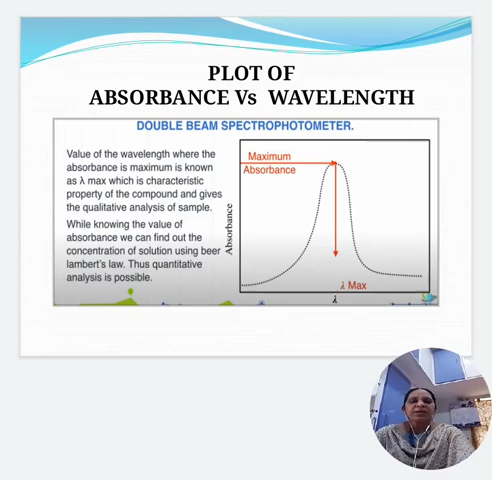 PLOT OF
ABSORBANCE Vs WAVELENGTH
DOUBLE BEAM SPECTROPHOTOMETER.
Value of the wavelength where the
absorbance is maximum is known
as λ max which is characteristic
property of the compound and gives
the qualitative analysis of sample.
While knowing the value of
absorbance we can find out the
concentration of solution using beer
lambert's law. Thus quantitative
analysis is possible.
Absorbance
Maximum
Absorbance
λ Max
λ